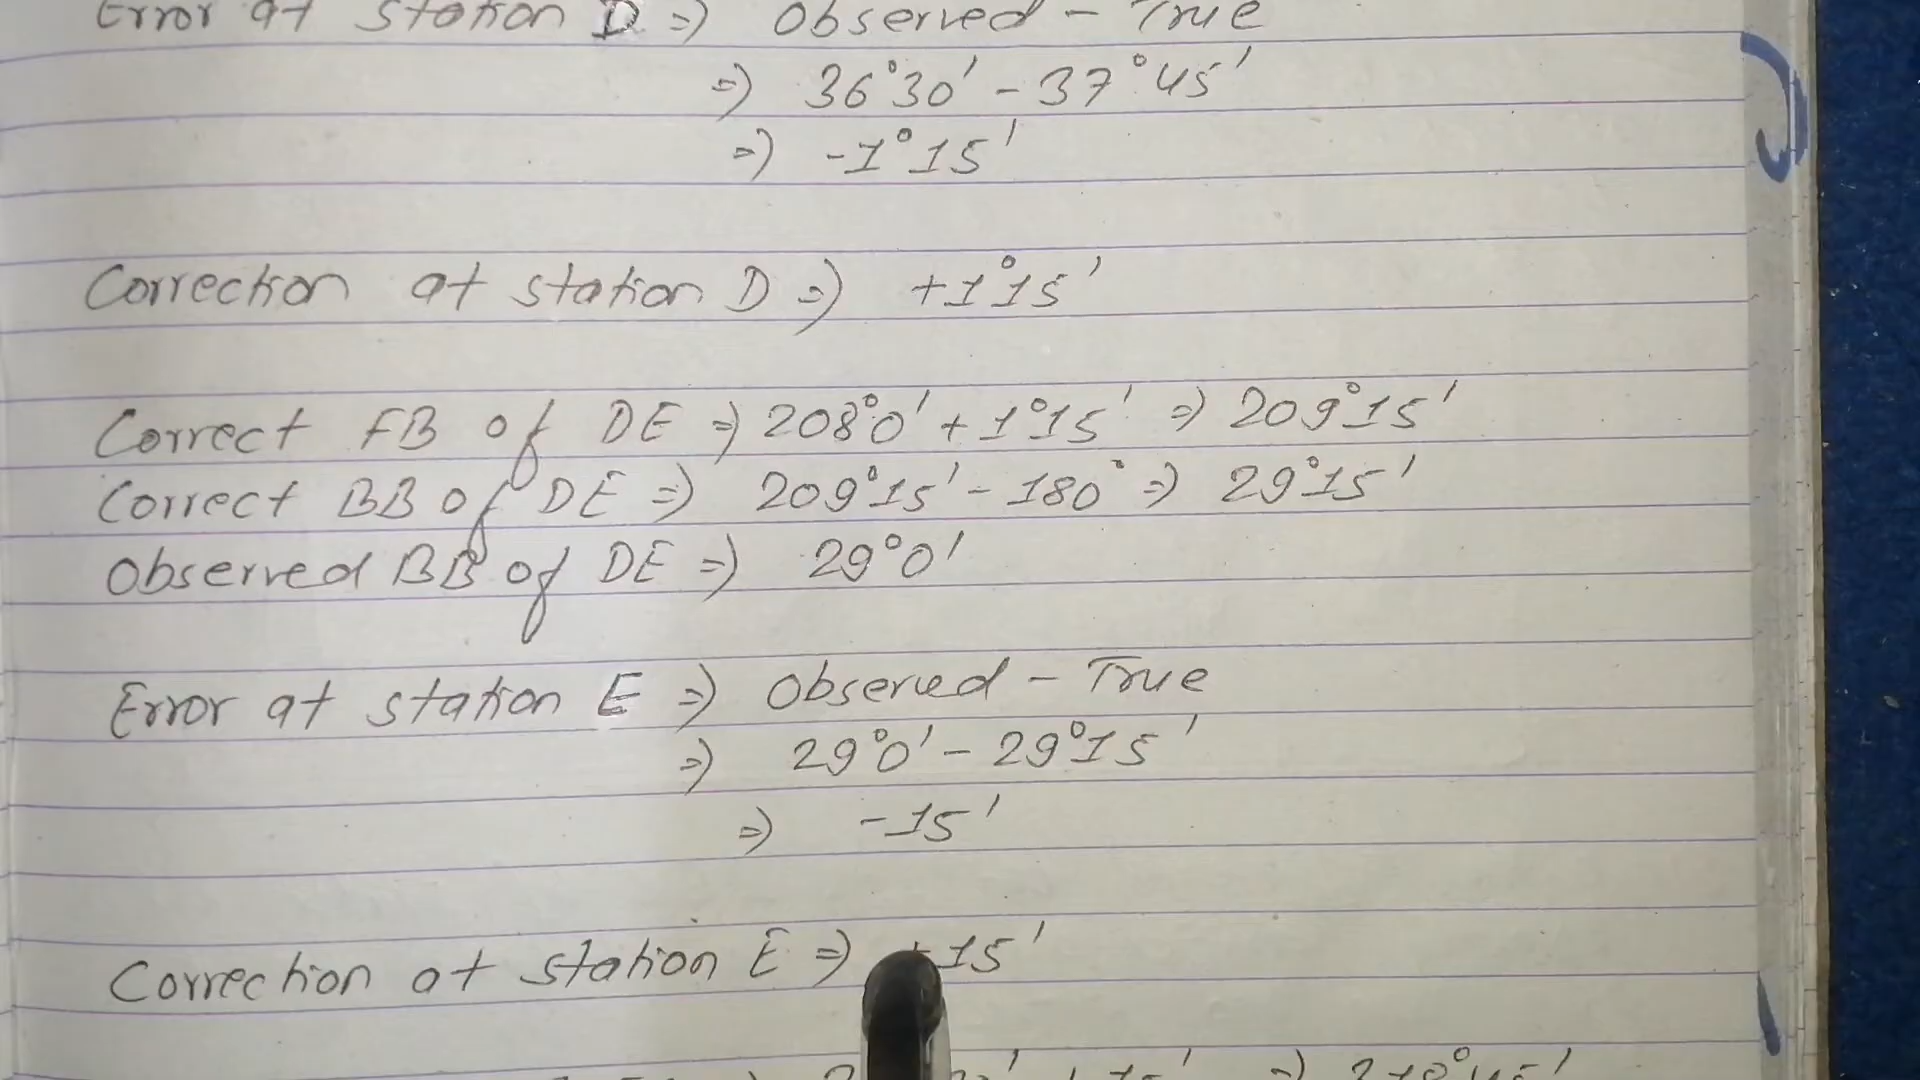 Error at station D => Observed - True
=> 36°30' - 37°45'
=> -1°15'
Correction at station D => +1°15'
Correct FB of DE => 208°0' + 1°15' => 209°15'
Correct BB of DE => 209°15' - 180° => 29°15'
Observed BB of DE => 29°0'
Error at station E => Observed - True
=> 29°0' - 29°15'
=> -15'
Correction at station E => +15'